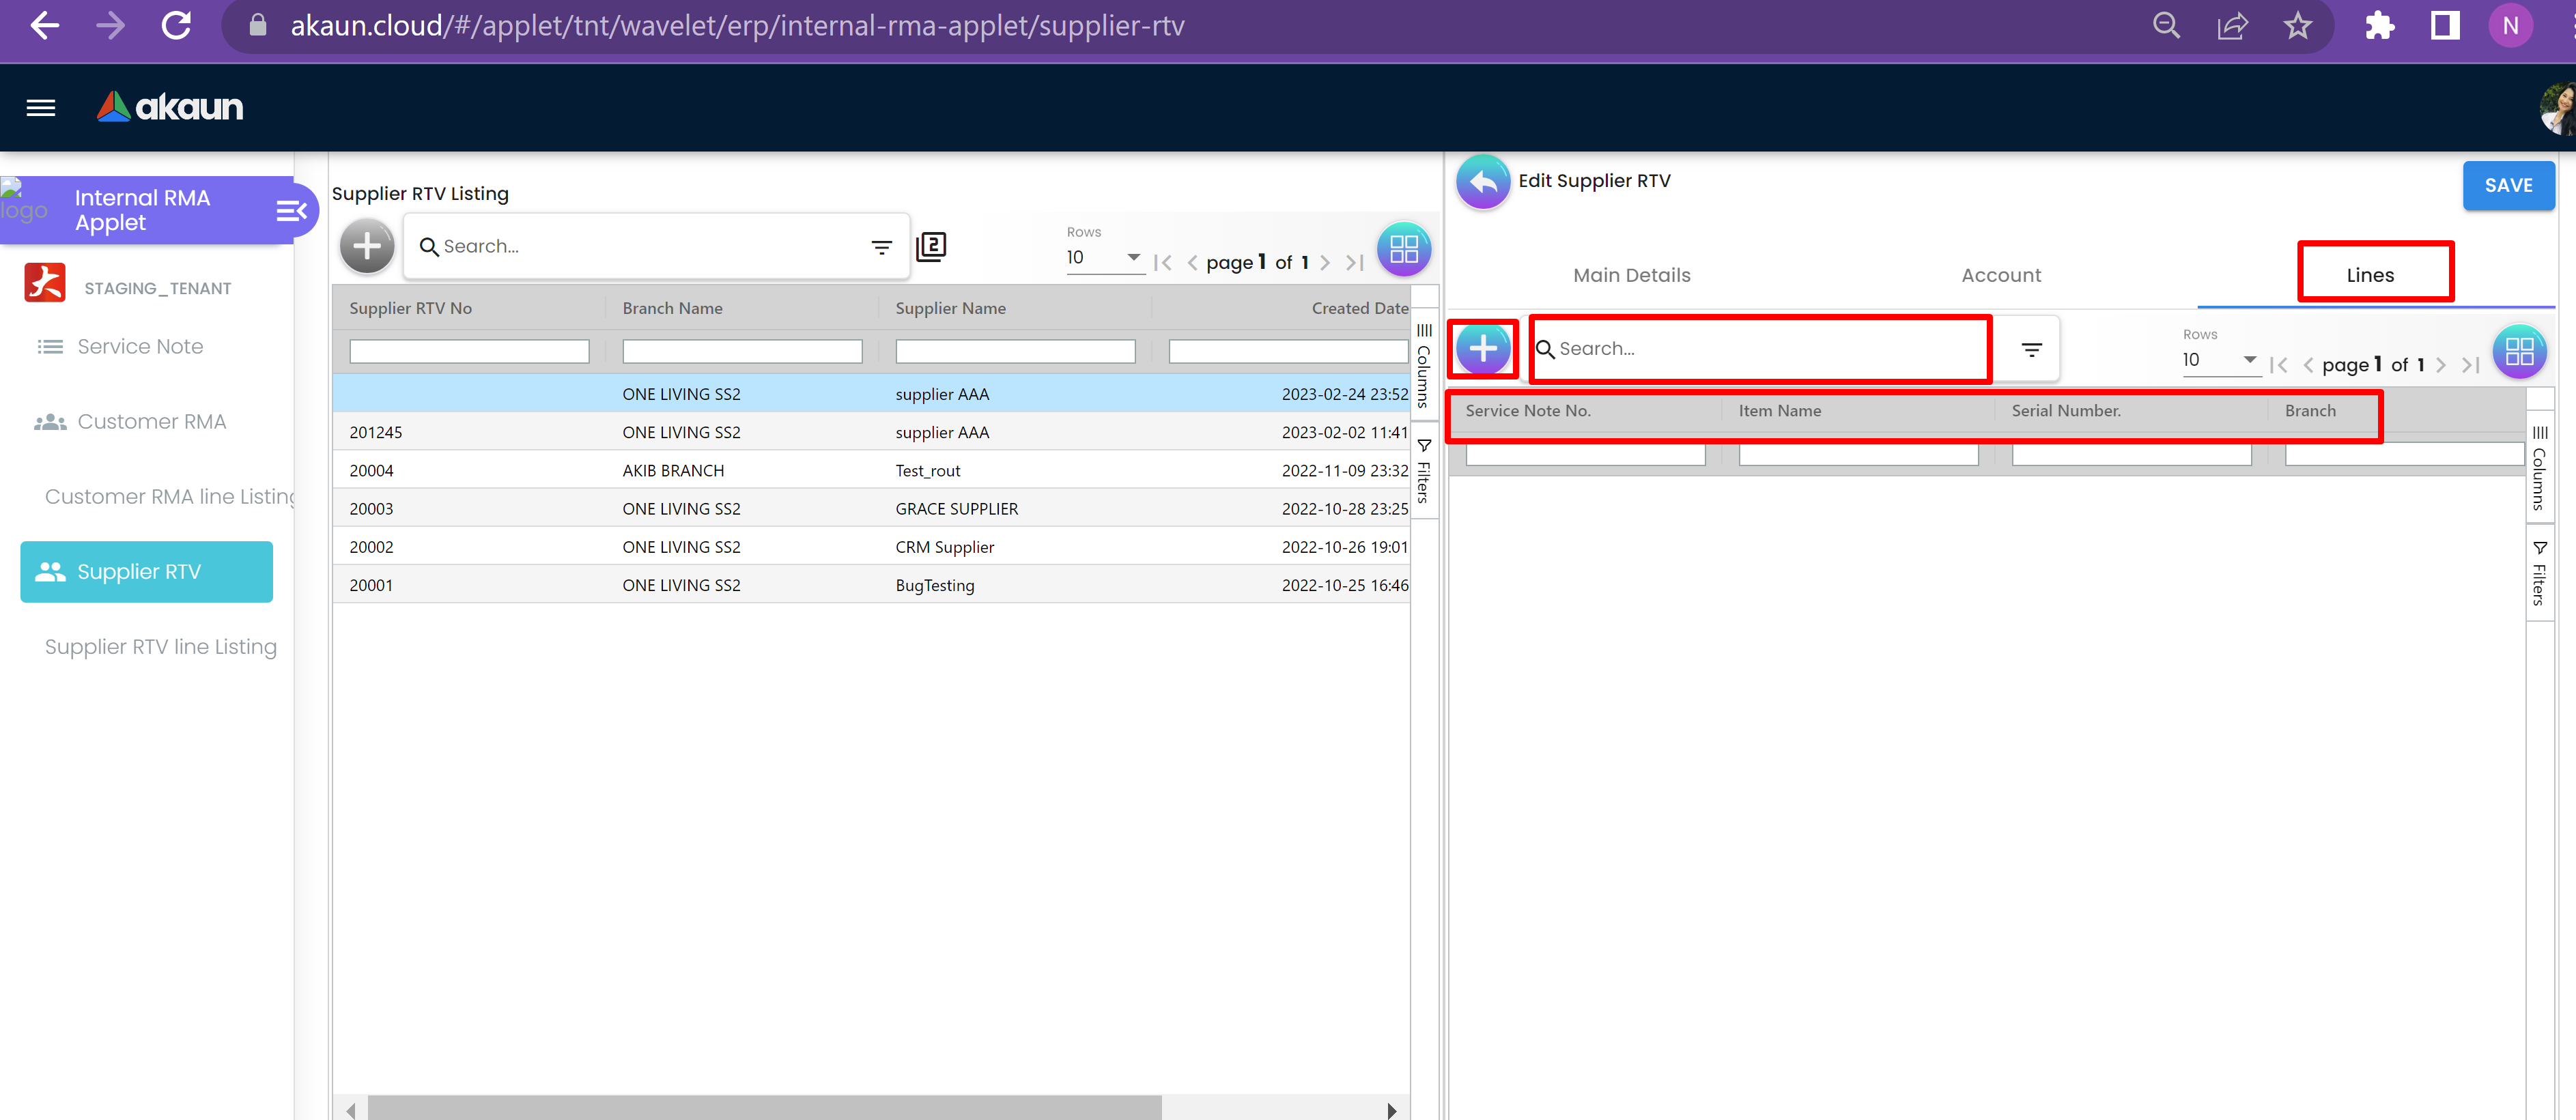 akaun.cloud/#/applet/tnt/wavelet/erp/internal-rma-applet/supplier-rtv
N
akaun
logo
Internal RMA
Applet
STAGING_TENANT
Service Note
Customer RMA
Customer RMA line Listing
Supplier RTV
Supplier RTV line Listing
Supplier RTV Listing
Search...
2
Rows
10
page 1 of 1
Supplier RTV No Branch Name Supplier Name Created Date
ONE LIVING SS2 supplier AAA 2023-02-24 23:52
201245 ONE LIVING SS2 supplier AAA 2023-02-02 11:41
20004 AKIB BRANCH Test_rout 2022-11-09 23:32
20003 ONE LIVING SS2 GRACE SUPPLIER 2022-10-28 23:25
20002 ONE LIVING SS2 CRM Supplier 2022-10-26 19:01
20001 ONE LIVING SS2 BugTesting 2022-10-25 16:46
Columns
Filters
Edit Supplier RTV
SAVE
Main Details Account Lines
Search...
Rows
10
page 1 of 1
Service Note No. Item Name Serial Number. Branch
Columns
Filters